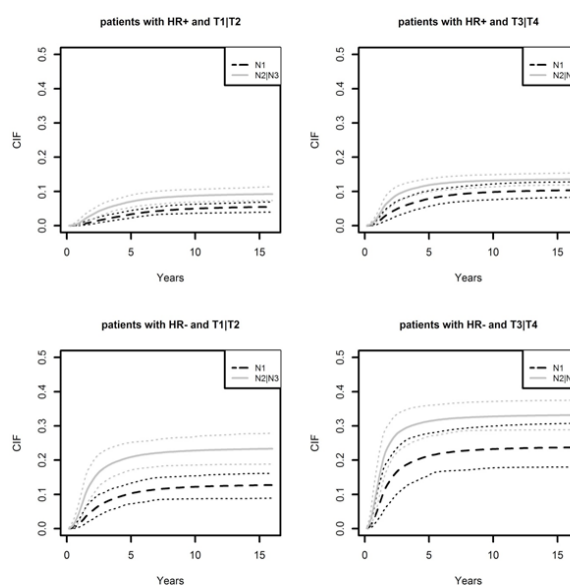 patients with HR+ and T1|T2
CIF
0.0 0.1 0.2 0.3 0.4 0.5
N1
N2|N3
0 5 10 15
Years
patients with HR+ and T3|T4
CIF
0.0 0.1 0.2 0.3 0.4 0.5
N1
N2|N
0 5 10 15
Years
patients with HR- and T1|T2
CIF
0.0 0.1 0.2 0.3 0.4 0.5
N1
N2|N3
0 5 10 15
Years
patients with HR- and T3|T4
CIF
0.0 0.1 0.2 0.3 0.4 0.5
N1
N2|N
0 5 10 15
Years